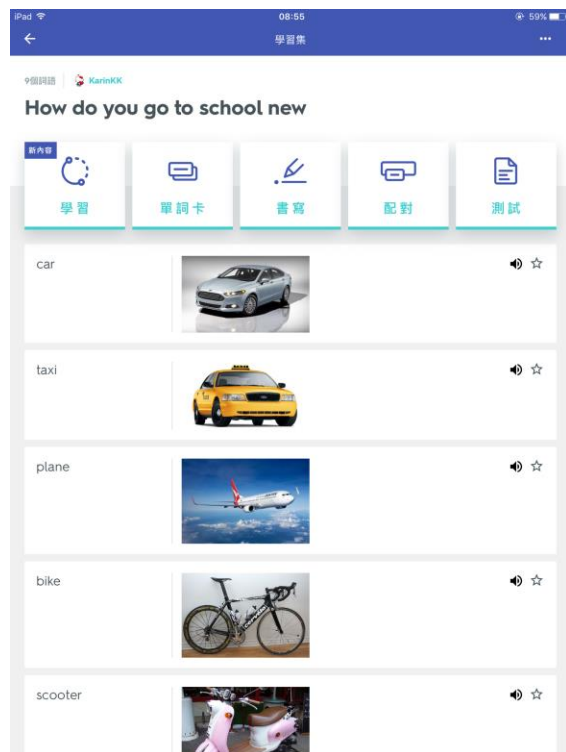 iPad 08:55 59%
學習集
9個詞語 KarinKK
How do you go to school new
新內容
學習 單詞卡 書寫 配對 測試
car
taxi
plane
bike
scooter